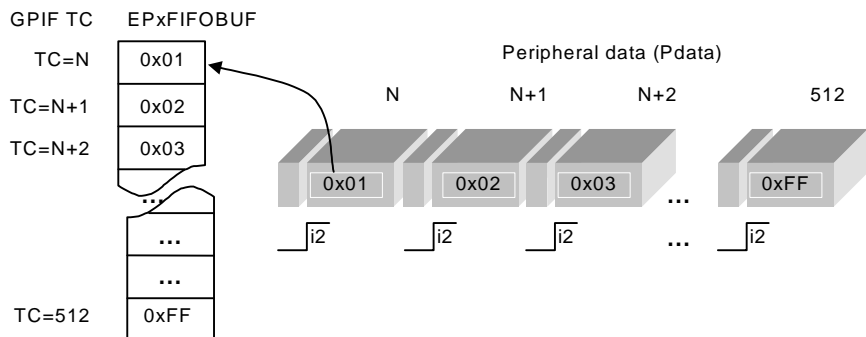 GPIF TC EPxFIFOBUF
TC=N 0x01
TC=N+1 0x02
TC=N+2 0x03
...
...
...
TC=512 0xFF
Peripheral data (Pdata)
N N+1 N+2 512
0x01 0x02 0x03 ... 0xFF
i2 i2 i2 ... i2